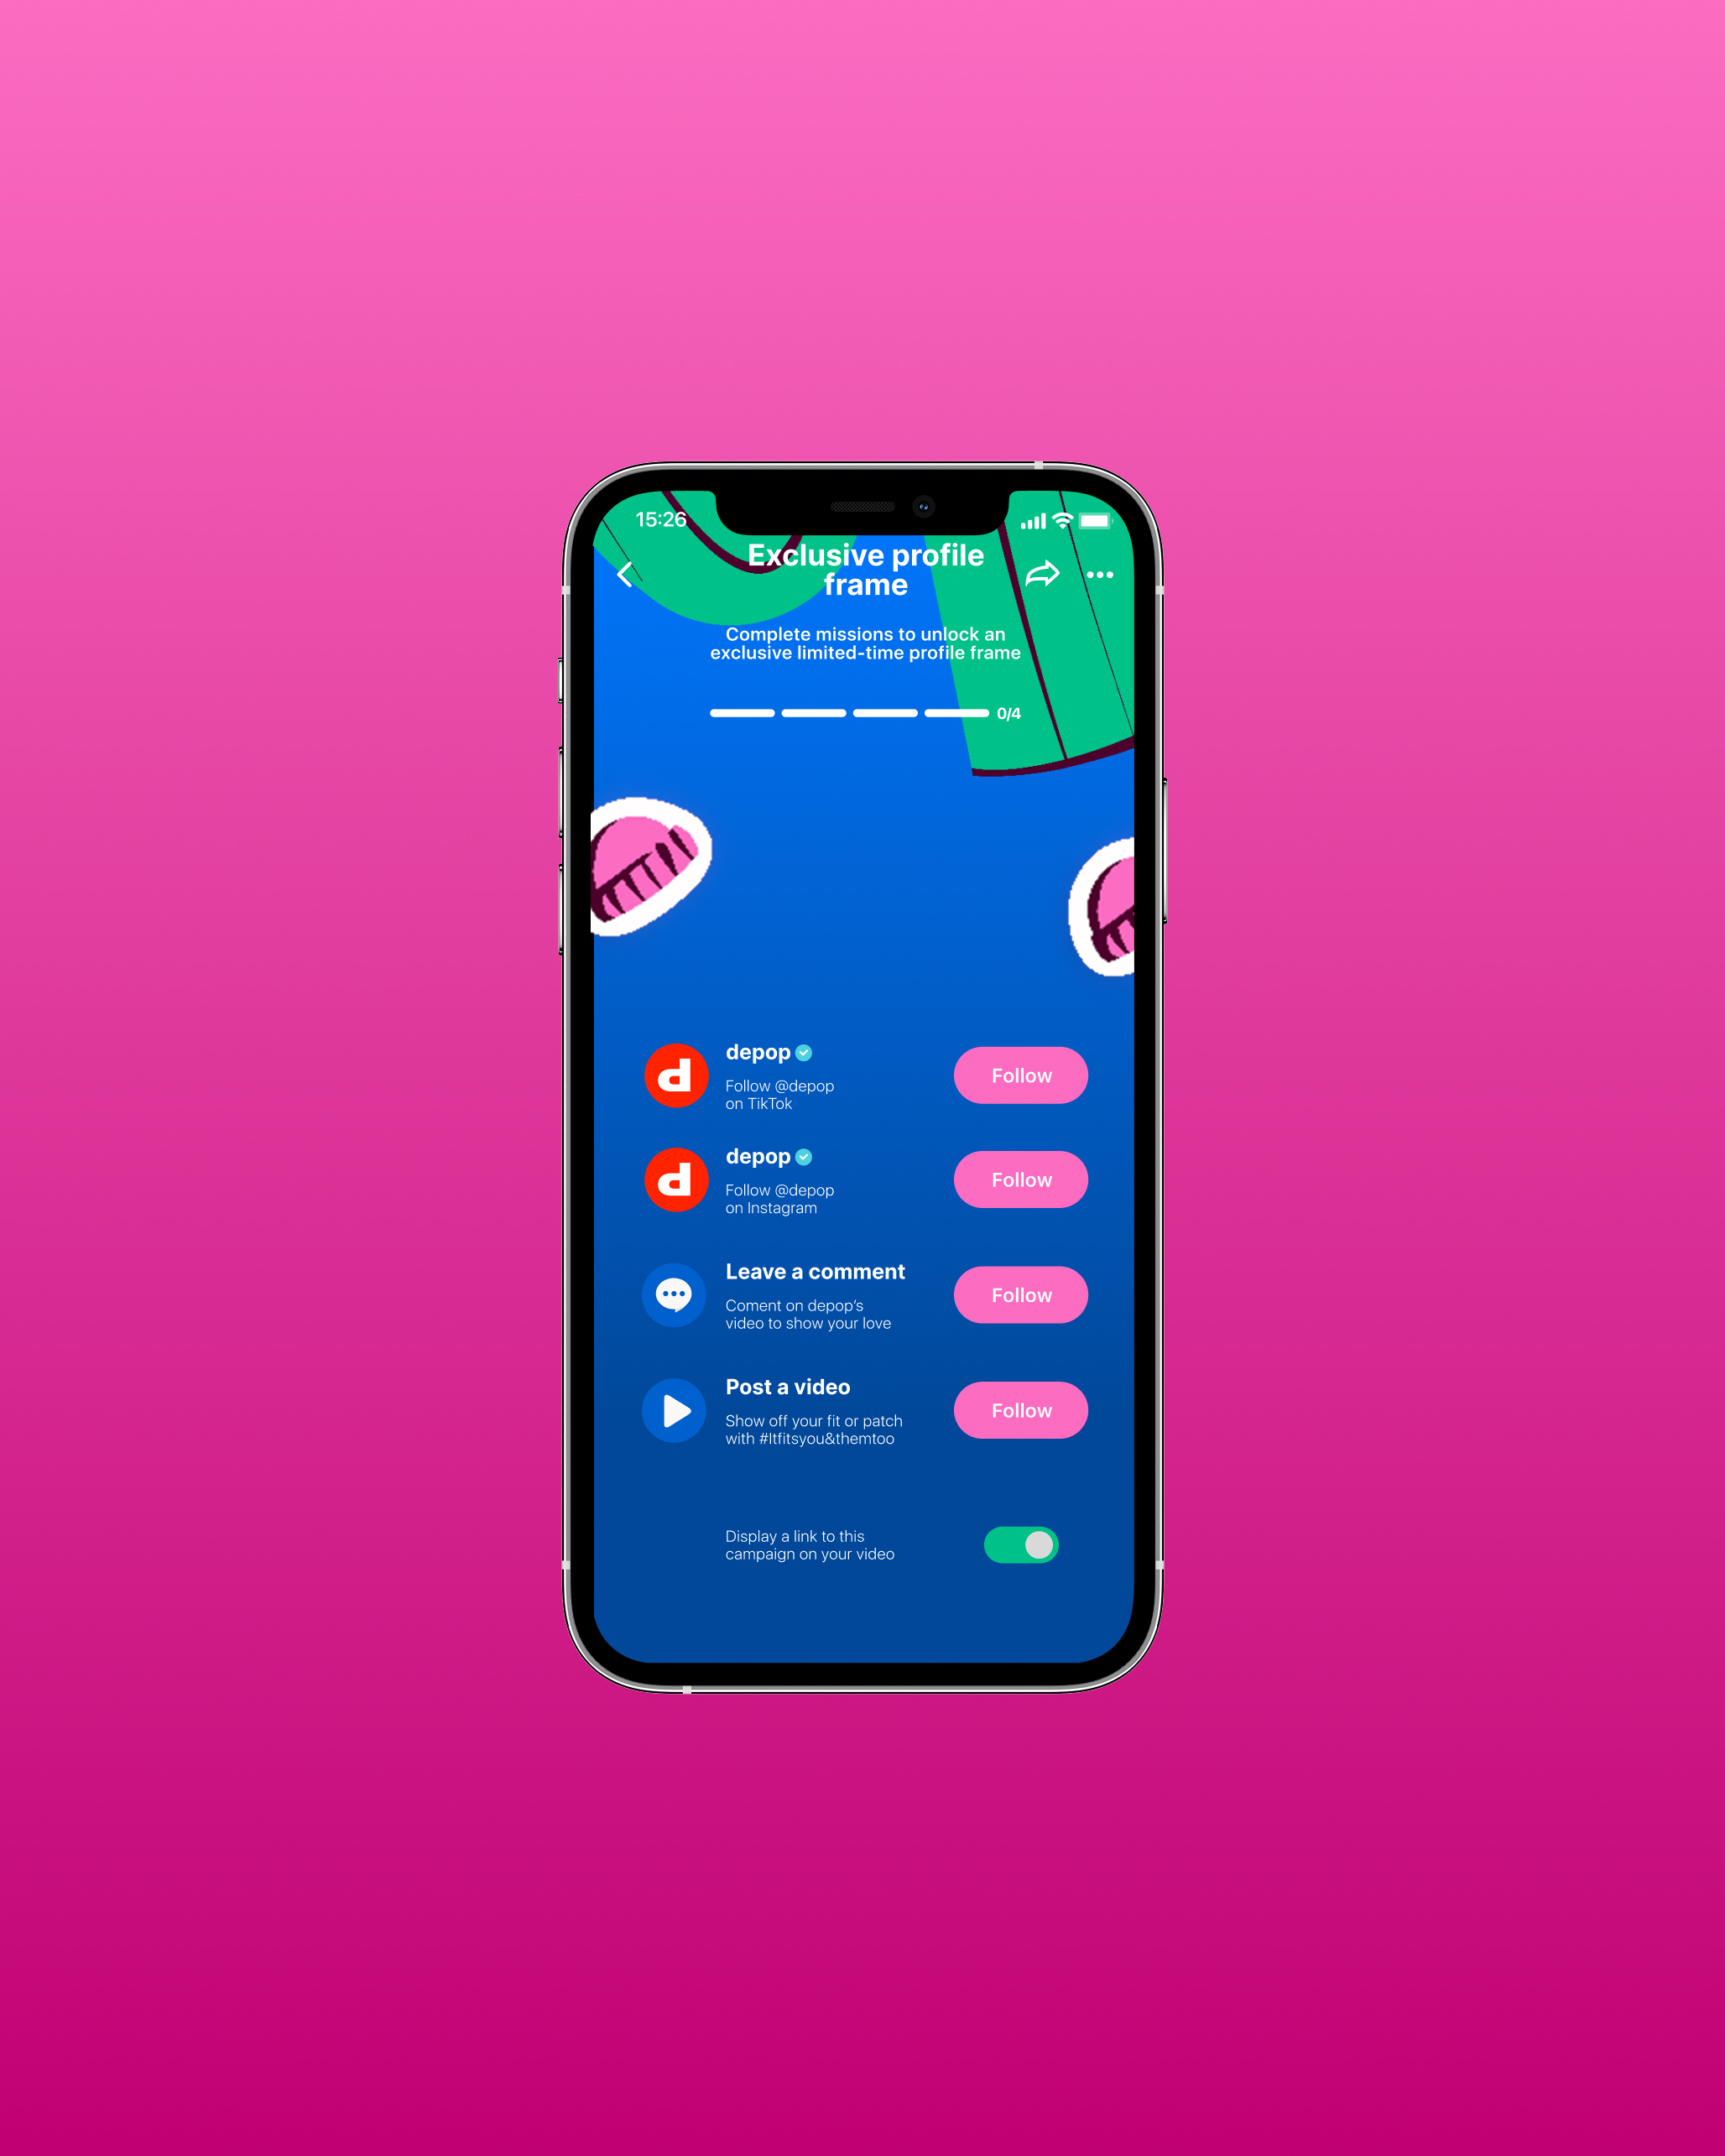 15:26
Exclusive profile
frame
Complete missions to unlock an
exclusive limited-time profile frame
0/4
d
depop
Follow @depop
on TikTok
Follow
d
depop
Follow @depop
on Instagram
Follow
Leave a comment
Coment on depop’s
video to show your love
Follow
Post a video
Show off your fit or patch
with #Itfitsyou&themtoo
Follow
Display a link to this
campaign on your video